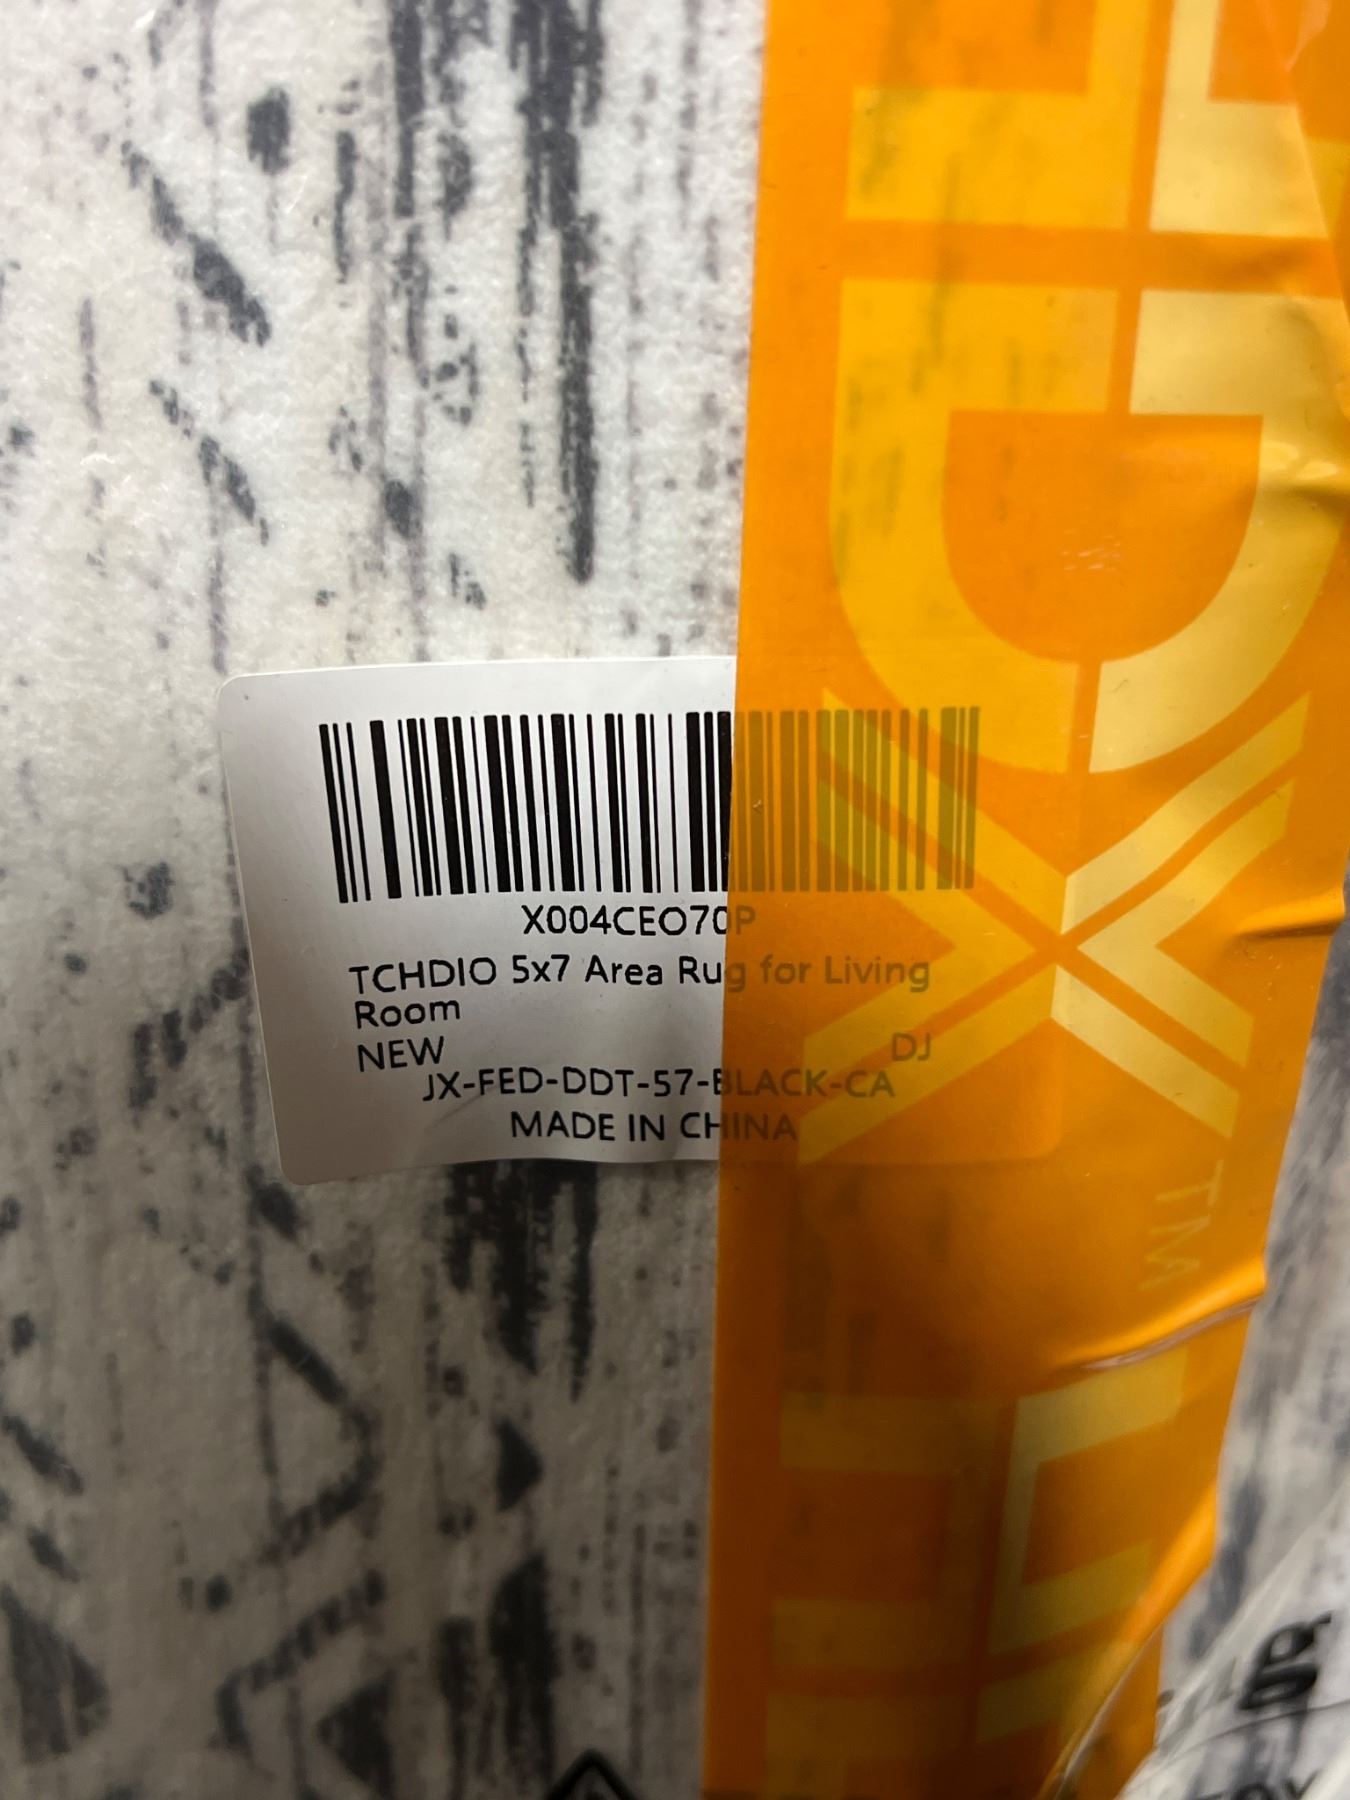 X004CEO70P
TCHDIO 5x7 Area Rug for Living
Room
NEW DJ
JX-FED-DDT-57-BLACK-CA
MADE IN CHINA
TM